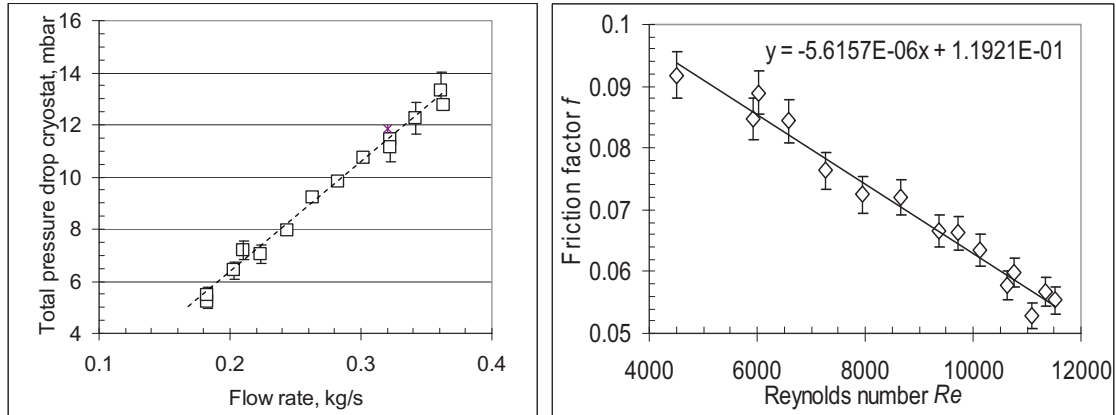 Total pressure drop cryostat, mbar
16
14
12
10
8
6
4
0.1 0.2 0.3 0.4
Flow rate, kg/s
Friction factor f
y = -5.6157E-06x + 1.1921E-01
0.1
0.09
0.08
0.07
0.06
0.05
4000 6000 8000 10000 12000
Reynolds number Re